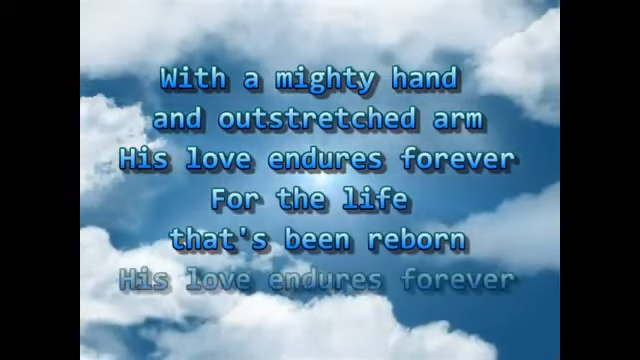 With a mighty hand
and outstretched arm
His love endures forever
For the life
that's been reborn
His love endures forever